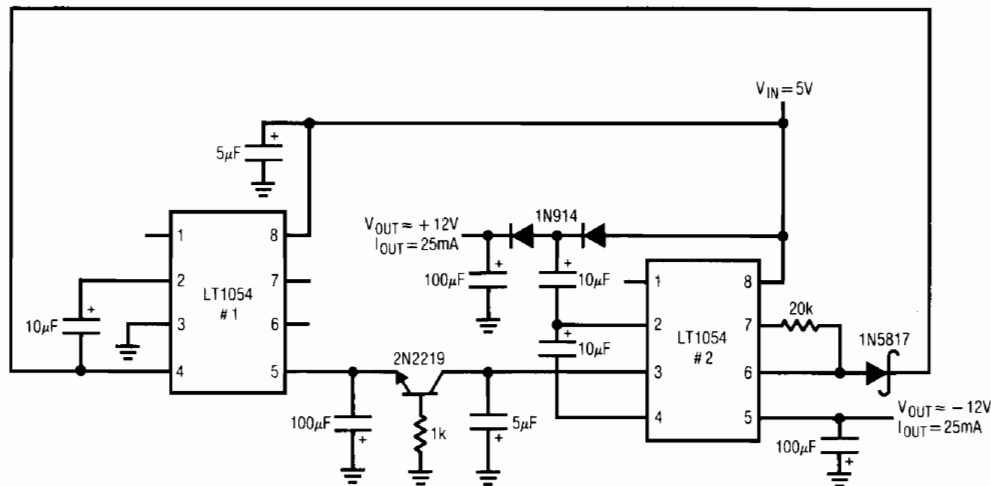 V_IN = 5V
+
5μF
1N914
V_OUT ≈ +12V
I_OUT = 25mA
+
100μF
+
10μF
+
10μF
1
2
3
4
LT1054
#1
8
7
6
5
+
10μF
1
2
3
4
LT1054
#2
8
7
6
5
20k
1N5817
2N2219
100μF
+
1k
5μF
+
V_OUT ≈ −12V
I_OUT = 25mA
100μF
+